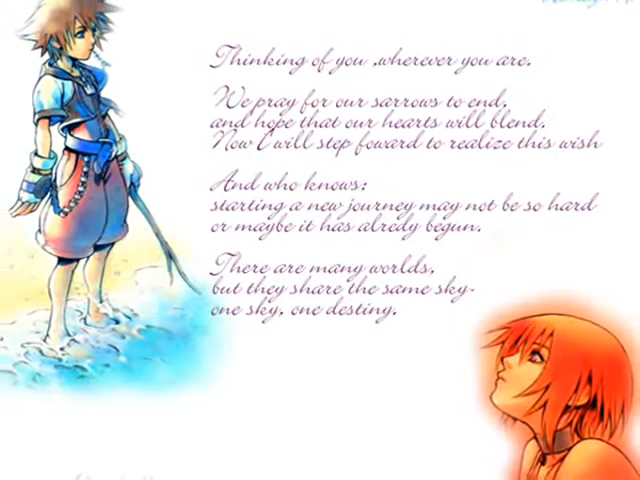 Thinking of you ,wherever you are.
We pray for our sarrows to end,
and hope that our hearts will blend.
Now I will step foward to realize this wish
And who knows:
starting a new journey may not be so hard
or maybe it has alredy begun.
There are many worlds,
but they share the same sky-
one sky, one destiny.